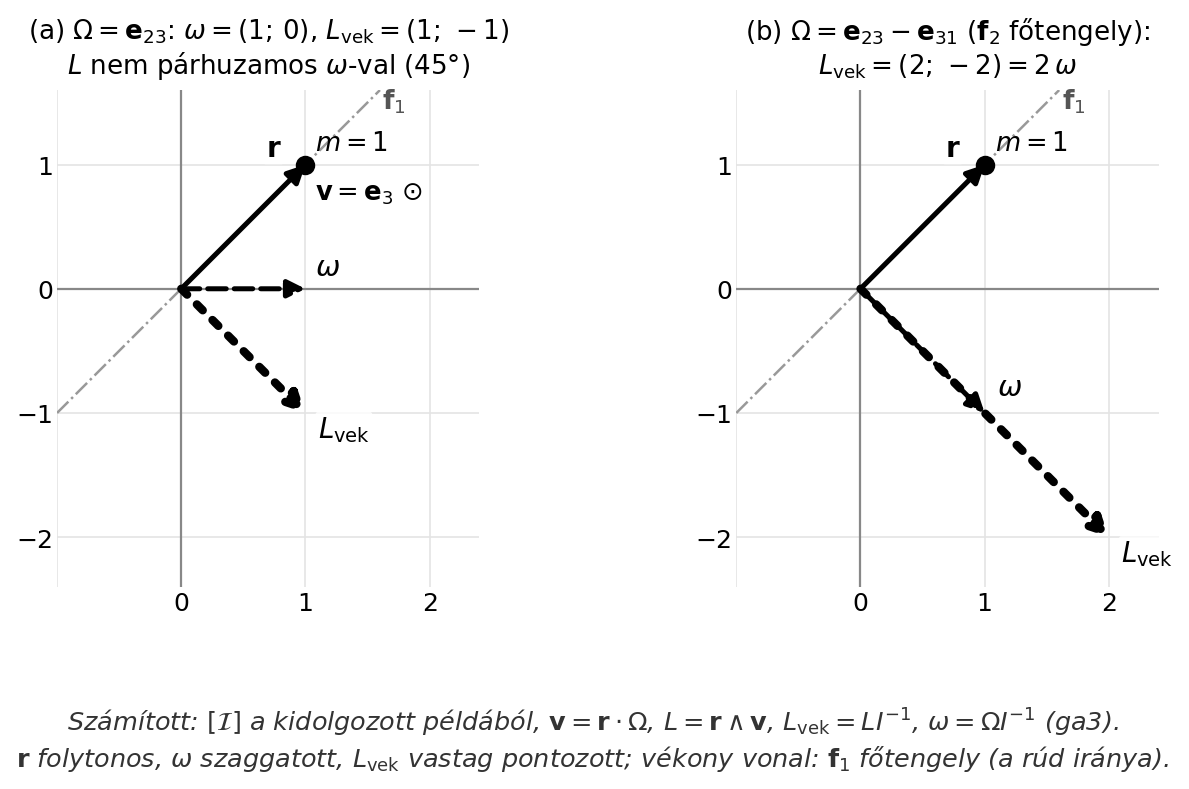 (a) Ω = e₂₃: ω = (1; 0), L_vek = (1; −1)
L nem párhuzamos ω-val (45°)
f₁
r
m = 1
v = e₃ ⊙
ω
L_vek
1
0
−1
−2
0 1 2
(b) Ω = e₂₃ − e₃₁ (f₂ főtengely):
L_vek = (2; −2) = 2 ω
f₁
r
m = 1
ω
L_vek
1
0
−1
−2
0 1 2
Számított: [ℐ] a kidolgozott példából, v = r · Ω, L = r ∧ v, L_vek = LI⁻¹, ω = ΩI⁻¹ (ga3).
r folytonos, ω szaggatott, L_vek vastag pontozott; vékony vonal: f₁ főtengely (a rúd iránya).